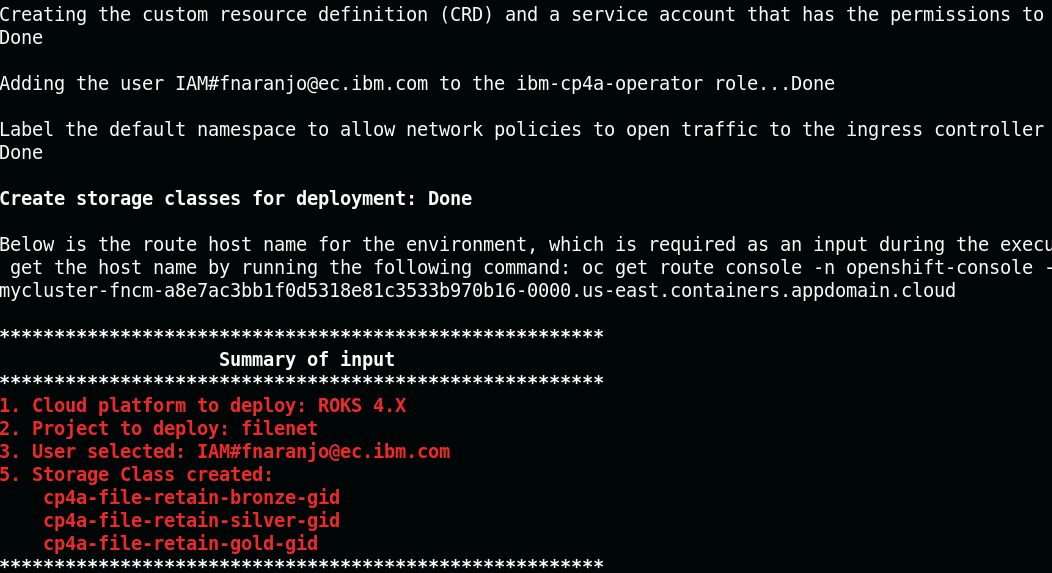 Creating the custom resource definition (CRD) and a service account that has the permissions to
Done
Adding the user IAM#fnaranjo@ec.ibm.com to the ibm-cp4a-operator role...Done
Label the default namespace to allow network policies to open traffic to the ingress controller
Done
Create storage classes for deployment: Done
Below is the route host name for the environment, which is required as an input during the execu
get the host name by running the following command: oc get route console -n openshift-console -
mycluster-fncm-a8e7ac3bb1f0d5318e81c3533b970b16-0000.us-east.containers.appdomain.cloud
*******************************************************
Summary of input
*******************************************************
1. Cloud platform to deploy: ROKS 4.X
2. Project to deploy: filenet
3. User selected: IAM#fnaranjo@ec.ibm.com
5. Storage Class created:
cp4a-file-retain-bronze-gid
cp4a-file-retain-silver-gid
cp4a-file-retain-gold-gid
*******************************************************